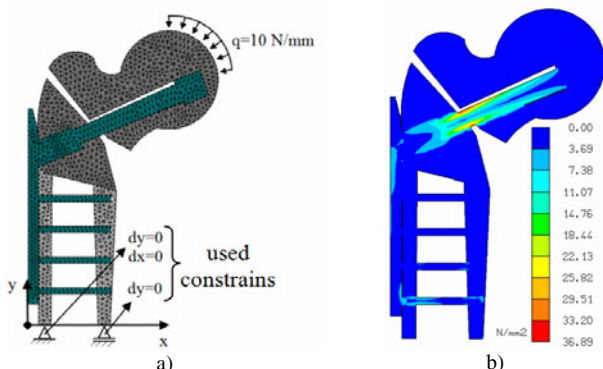 q=10 N/mm
dy=0
dx=0
dy=0
used
constrains
y
x
a)
0.00
3.69
7.38
11.07
14.76
18.44
22.13
25.82
29.51
33.20
36.89
N/mm2
b)